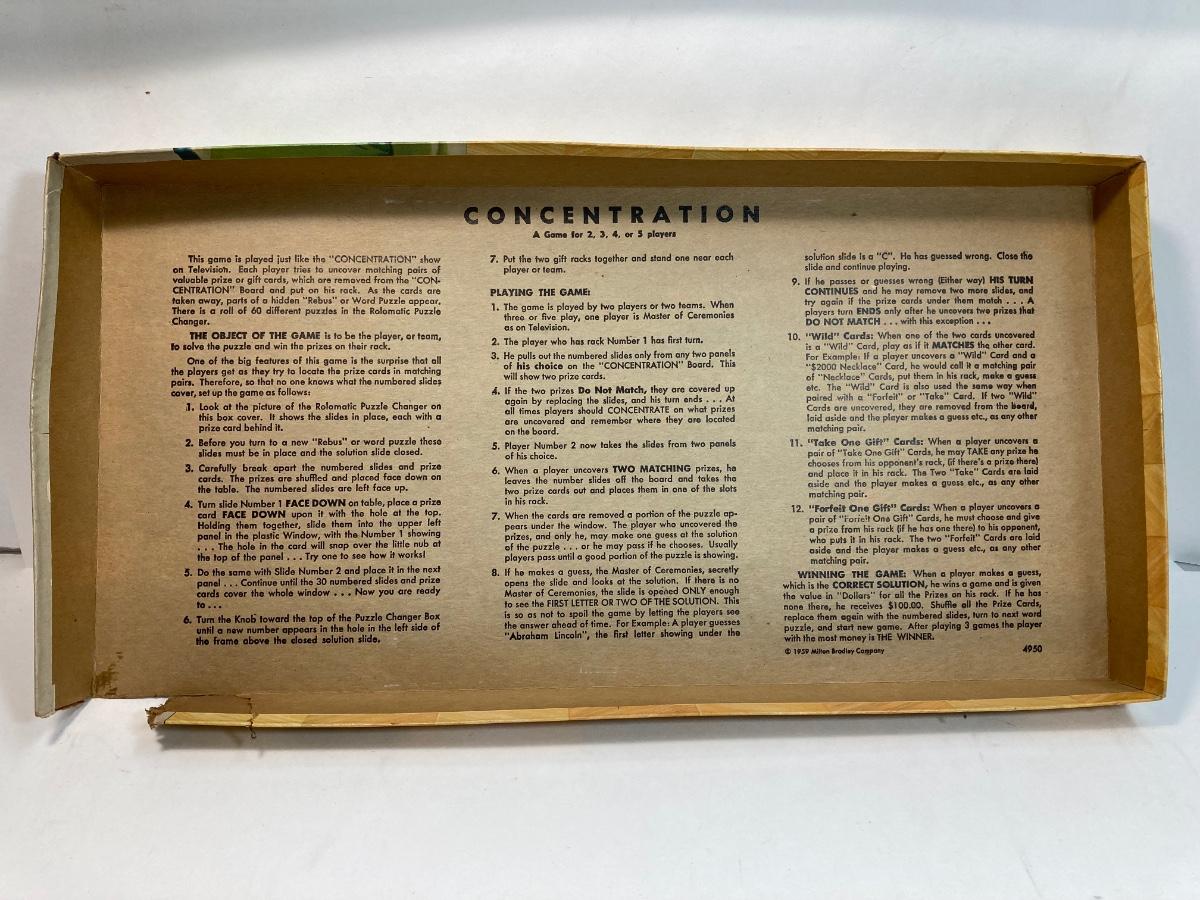 CONCENTRATION
A Game for 2, 3, 4, or 5 players
This game is played just like the "CONCENTRATION" show
on Television. Each player tries to uncover matching pairs of
valuable prize or gift cards, which are removed from the "CON-
CENTRATION" Board and put on his rack. As the cards are
taken away, parts of a hidden "Rebus" or Word Puzzle appear.
There is a roll of 60 different puzzles in the Rolomatic Puzzle
Changer.
THE OBJECT OF THE GAME is to be the player, or team,
to solve the puzzle and win the prizes on their rack.
One of the big features of this game is the surprise that all
the players get as they try to locate the prize cards in matching
pairs. Therefore, so that no one knows what the numbered slides
cover, set up the game as follows:
1. Look at the picture of the Rolomatic Puzzle Changer on
this box cover. It shows the slides in place, each with a
prize card behind it.
2. Before you turn to a new "Rebus" or word puzzle these
slides must be in place and the solution slide closed.
3. Carefully break apart the numbered slides and prize
cards. The prizes are shuffled and placed face down on
the table. The numbered slides are left face up.
4. Turn slide Number 1 FACE DOWN on table, place a prize
card FACE DOWN upon it with the hole at the top.
Holding them together, slide them into the upper left
panel in the plastic Window, with the Number 1 showing
. . . The hole in the card will snap over the little nub at
the top of the panel . . . Try one to see how it works!
5. Do the same with Slide Number 2 and place it in the next
panel . . . Continue until the 30 numbered slides and prize
cards cover the whole window . . . Now you are ready
to . . .
6. Turn the Knob toward the top of the Puzzle Changer Box
until a new number appears in the hole in the left side of
the frame above the closed solution slide.
7. Put the two gift racks together and stand one near each
player or team.
PLAYING THE GAME:
1. The game is played by two players or two teams. When
three or five play, one player is Master of Ceremonies
as on Television.
2. The player who has rack Number 1 has first turn.
3. He pulls out the numbered slides only from any two panels
of his choice on the "CONCENTRATION" Board. This
will show two prize cards.
4. If the two prizes Do Not Match, they are covered up
again by replacing the slides, and his turn ends . . . At
all times players should CONCENTRATE on what prizes
are uncovered and remember where they are located
on the board.
5. Player Number 2 now takes the slides from two panels
of his choice.
6. When a player uncovers TWO MATCHING prizes, he
leaves the number slides off the board and takes the
two prize cards out and places them in one of the slots
in his rack.
7. When the cards are removed a portion of the puzzle ap-
pears under the window. The player who uncovered the
prizes, and only he, may make one guess at the solution
of the puzzle . . . or he may pass if he chooses. Usually
players pass until a good portion of the puzzle is showing.
8. If he makes a guess, the Master of Ceremonies, secretly
opens the slide and looks at the solution. If there is no
Master of Ceremonies, the slide is opened ONLY enough
to see the FIRST LETTER OR TWO OF THE SOLUTION. This
is so as not to spoil the game by letting the players see
the answer ahead of time. For Example: A player guesses
"Abraham Lincoln", the first letter showing under the
solution slide is a "C". He has guessed wrong. Close the
slide and continue playing.
9. If he passes or guesses wrong (Either way) HIS TURN
CONTINUES and he may remove two more slides, and
try again if the prize cards under them match . . . A
players turn ENDS only after he uncovers two prizes that
DO NOT MATCH . . . with this exception . . .
10. "Wild" Cards: When one of the two cards uncovered
is a "Wild" Card, play as if it MATCHES the other card.
For Example: If a player uncovers a "Wild" Card and a
"$2000 Necklace" Card, he would call it a matching pair
of "Necklace" Cards, put them in his rack, make a guess
etc. The "Wild" Card is also used the same way when
paired with a "Forfeit" or "Take" Card. If two "Wild"
Cards are uncovered, they are removed from the board,
laid aside and the player makes a guess etc., as any other
matching pair.
11. "Take One Gift" Cards: When a player uncovers a
pair of "Take One Gift" Cards, he may TAKE any prize he
chooses from his opponent's rack, (if there's a prize there)
and place it in his rack. The Two "Take" Cards are laid
aside and the player makes a guess etc., as any other
matching pair.
12. "Forfeit One Gift" Cards: When a player uncovers a
pair of "Forfeit One Gift" Cards, he must choose and give
a prize from his rack (if he has one there) to his opponent,
who puts it in his rack. The two "Forfeit" Cards are laid
aside and the player makes a guess etc., as any other
matching pair.
WINNING THE GAME: When a player makes a guess,
which is the CORRECT SOLUTION, he wins a game and is given
the value in "Dollars" for all the Prizes on his rack. If he has
none there, he receives $100.00. Shuffle all the Prize Cards,
replace them again with the numbered slides, turn to next word
puzzle, and start new game. After playing 3 games the player
with the most money is THE WINNER.
© 1959 Milton Bradley Company 4950